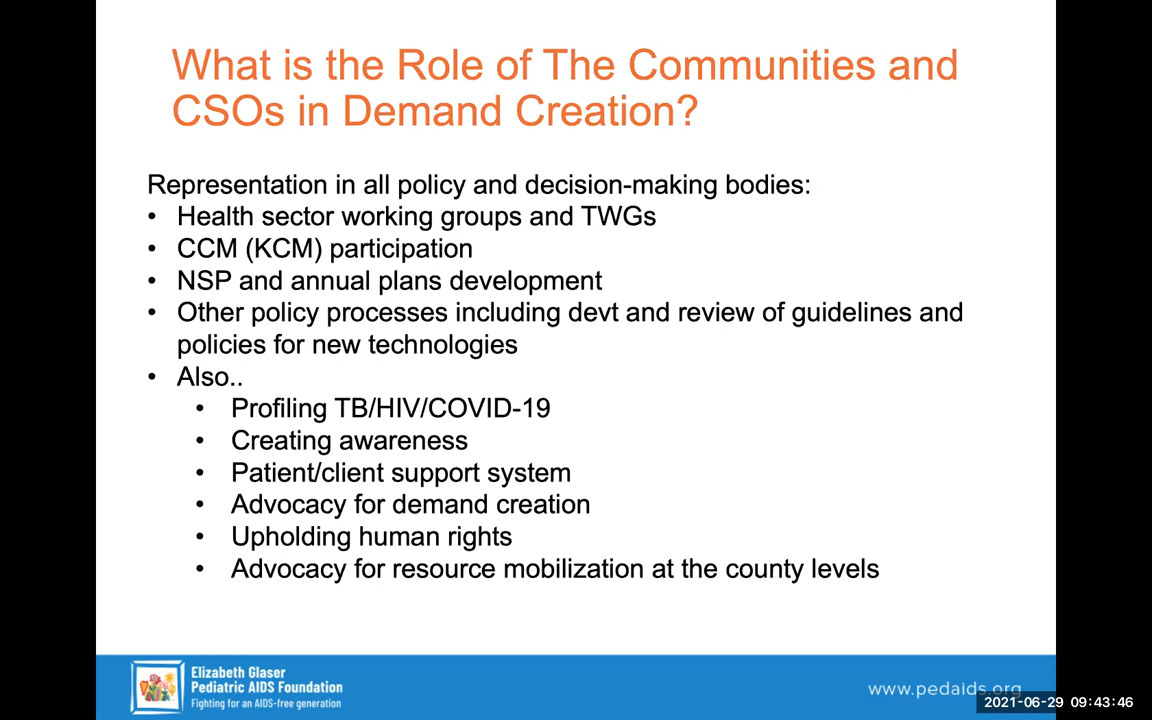 What is the Role of The Communities and
CSOs in Demand Creation?
Representation in all policy and decision-making bodies:
• Health sector working groups and TWGs
• CCM (KCM) participation
• NSP and annual plans development
• Other policy processes including devt and review of guidelines and
policies for new technologies
• Also..
• Profiling TB/HIV/COVID-19
• Creating awareness
• Patient/client support system
• Advocacy for demand creation
• Upholding human rights
• Advocacy for resource mobilization at the county levels
Elizabeth Glaser
Pediatric AIDS Foundation
Fighting for an AIDS-free generation
www.pedaids.org
2021-06-29 09:43:46